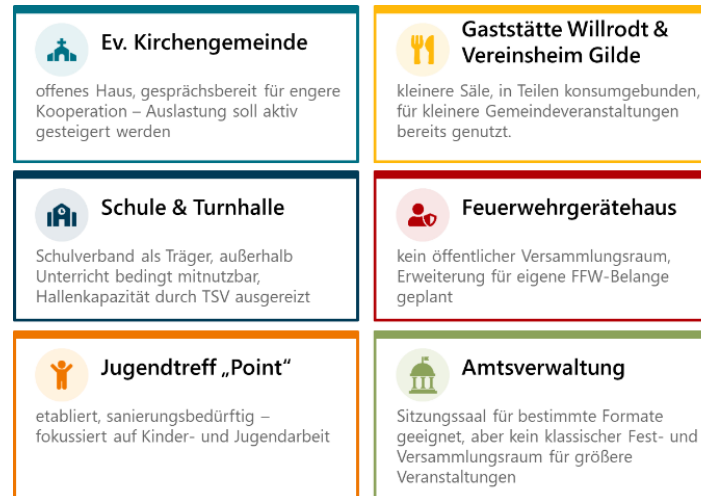 Ev. Kirchengemeinde
offenes Haus, gesprächsbereit für engere
Kooperation – Auslastung soll aktiv
gesteigert werden
Gaststätte Willrodt &
Vereinsheim Gilde
kleinere Säle, in Teilen konsumgebunden,
für kleinere Gemeindeveranstaltungen
bereits genutzt.
Schule & Turnhalle
Schulverband als Träger, außerhalb
Unterricht bedingt mitnutzbar,
Hallenkapazität durch TSV ausgereizt
Feuerwehrgerätehaus
kein öffentlicher Versammlungsraum,
Erweiterung für eigene FFW-Belange
geplant
Jugendtreff „Point“
etabliert, sanierungsbedürftig –
fokussiert auf Kinder- und Jugendarbeit
Amtsverwaltung
Sitzungssaal für bestimmte Formate
geeignet, aber kein klassischer Fest- und
Versammlungsraum für größere
Veranstaltungen